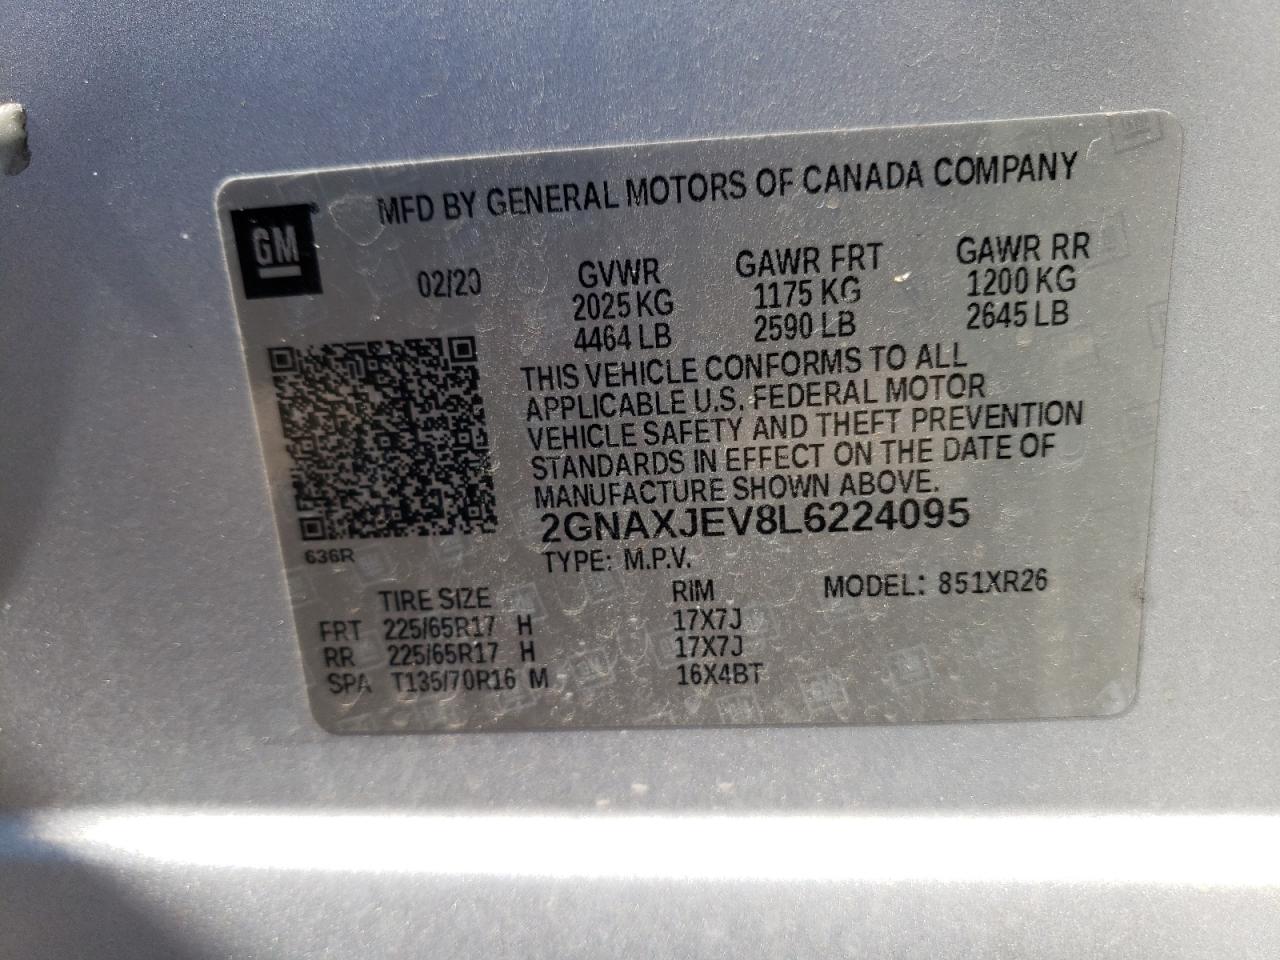 MFD BY GENERAL MOTORS OF CANADA COMPANY
GM
02/20 GVWR GAWR FRT GAWR RR
2025 KG 1175 KG 1200 KG
4464 LB 2590 LB 2645 LB
THIS VEHICLE CONFORMS TO ALL
APPLICABLE U.S. FEDERAL MOTOR
VEHICLE SAFETY AND THEFT PREVENTION
STANDARDS IN EFFECT ON THE DATE OF
MANUFACTURE SHOWN ABOVE.
2GNAXJEV8L6224095
636R
TYPE: M.P.V.
TIRE SIZE RIM MODEL: 851XR26
FRT 225/65R17 H 17X7J
RR 225/65R17 H 17X7J
SPA T135/70R16 M 16X4BT